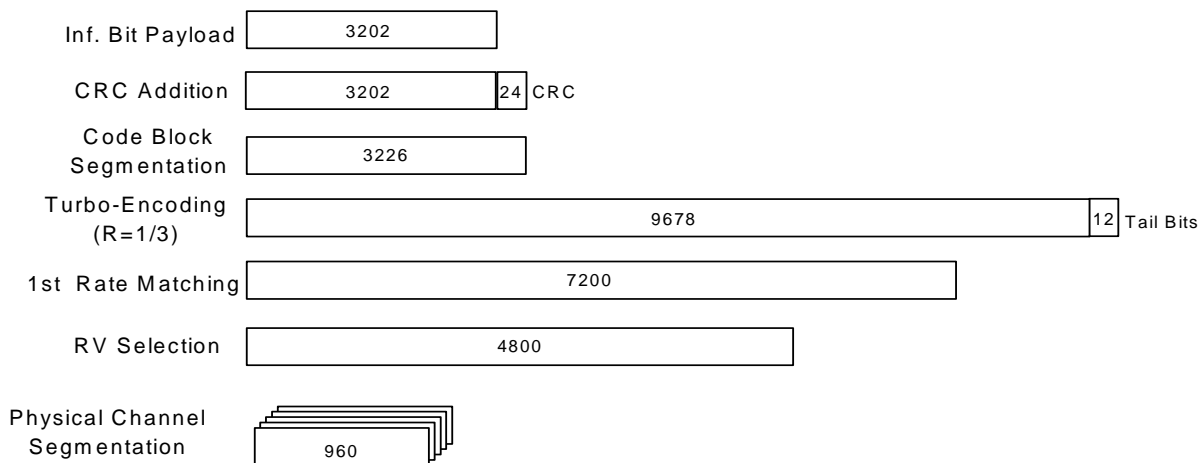 Inf. Bit Payload 3202
CRC Addition 3202 24 CRC
Code Block
Segmentation 3226
Turbo-Encoding
(R=1/3) 9678 12 Tail Bits
1st Rate Matching 7200
RV Selection 4800
Physical Channel
Segmentation 960